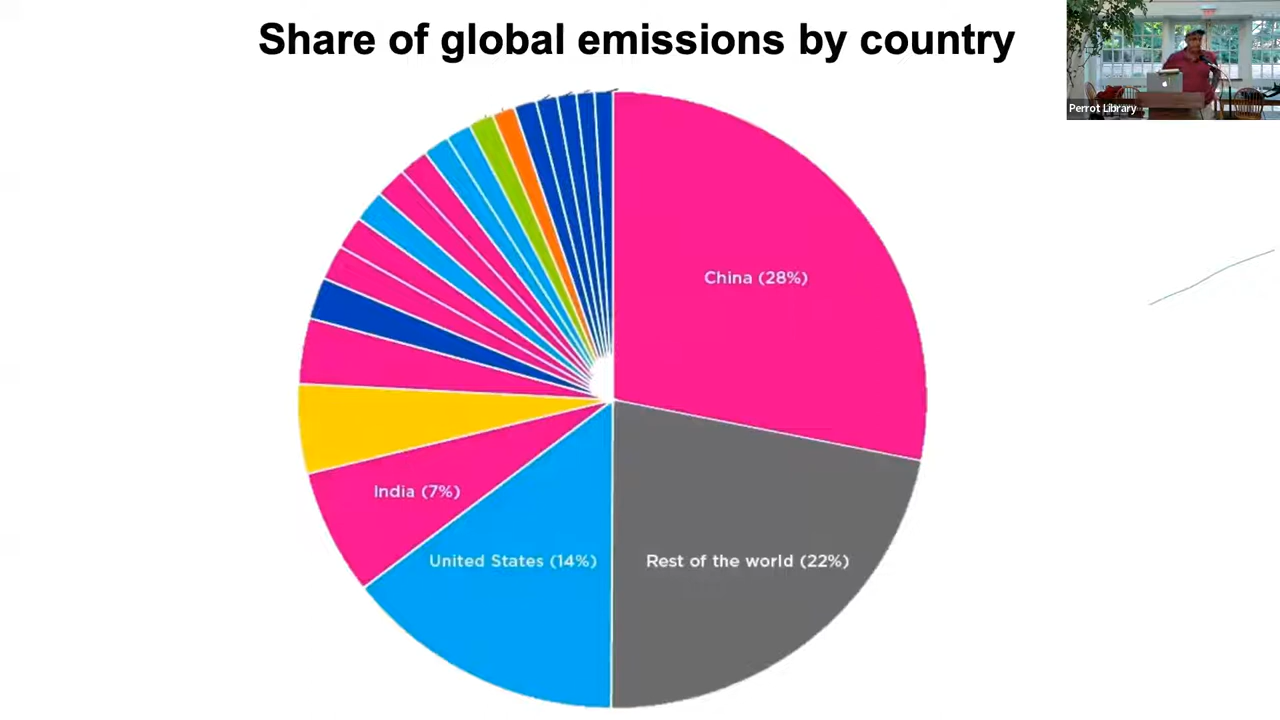 Share of global emissions by country
Perrot Library
China (28%)
India (7%)
United States (14%)
Rest of the world (22%)